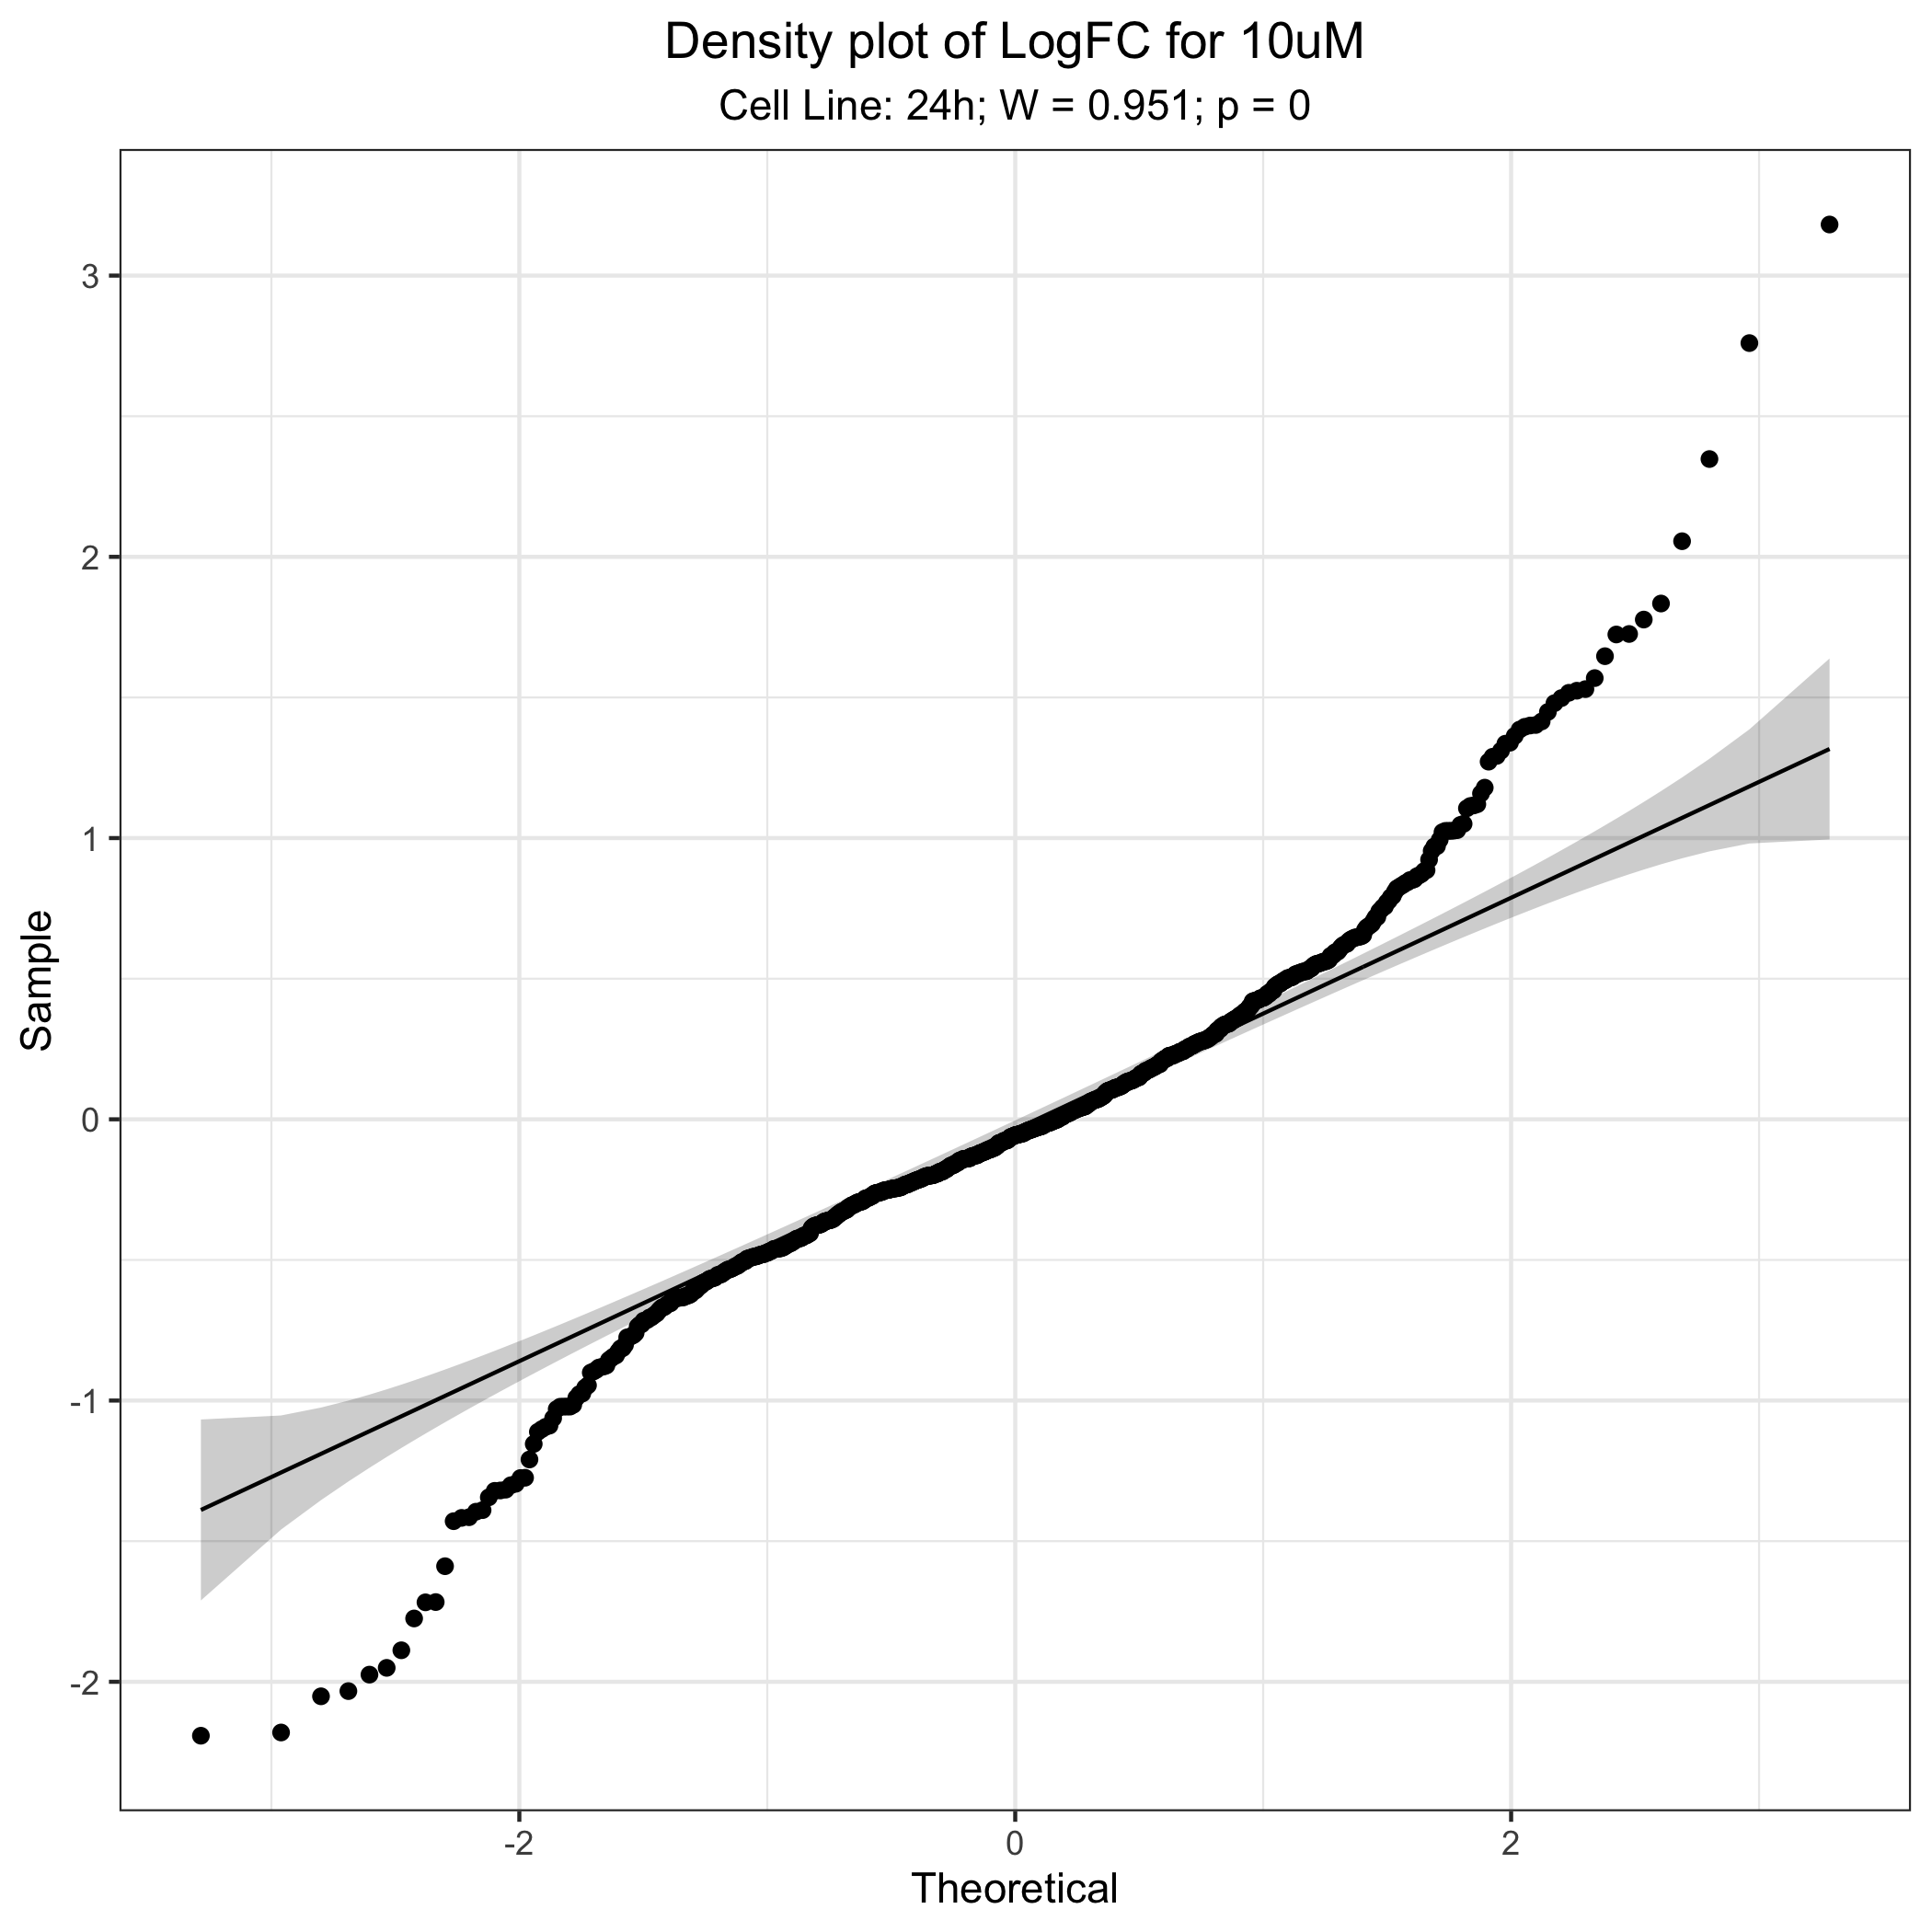 Density plot of LogFC for 10uM
Cell Line: 24h; W = 0.951; p = 0
3
2
1
0
-1
-2
Sample
-2
0
2
Theoretical